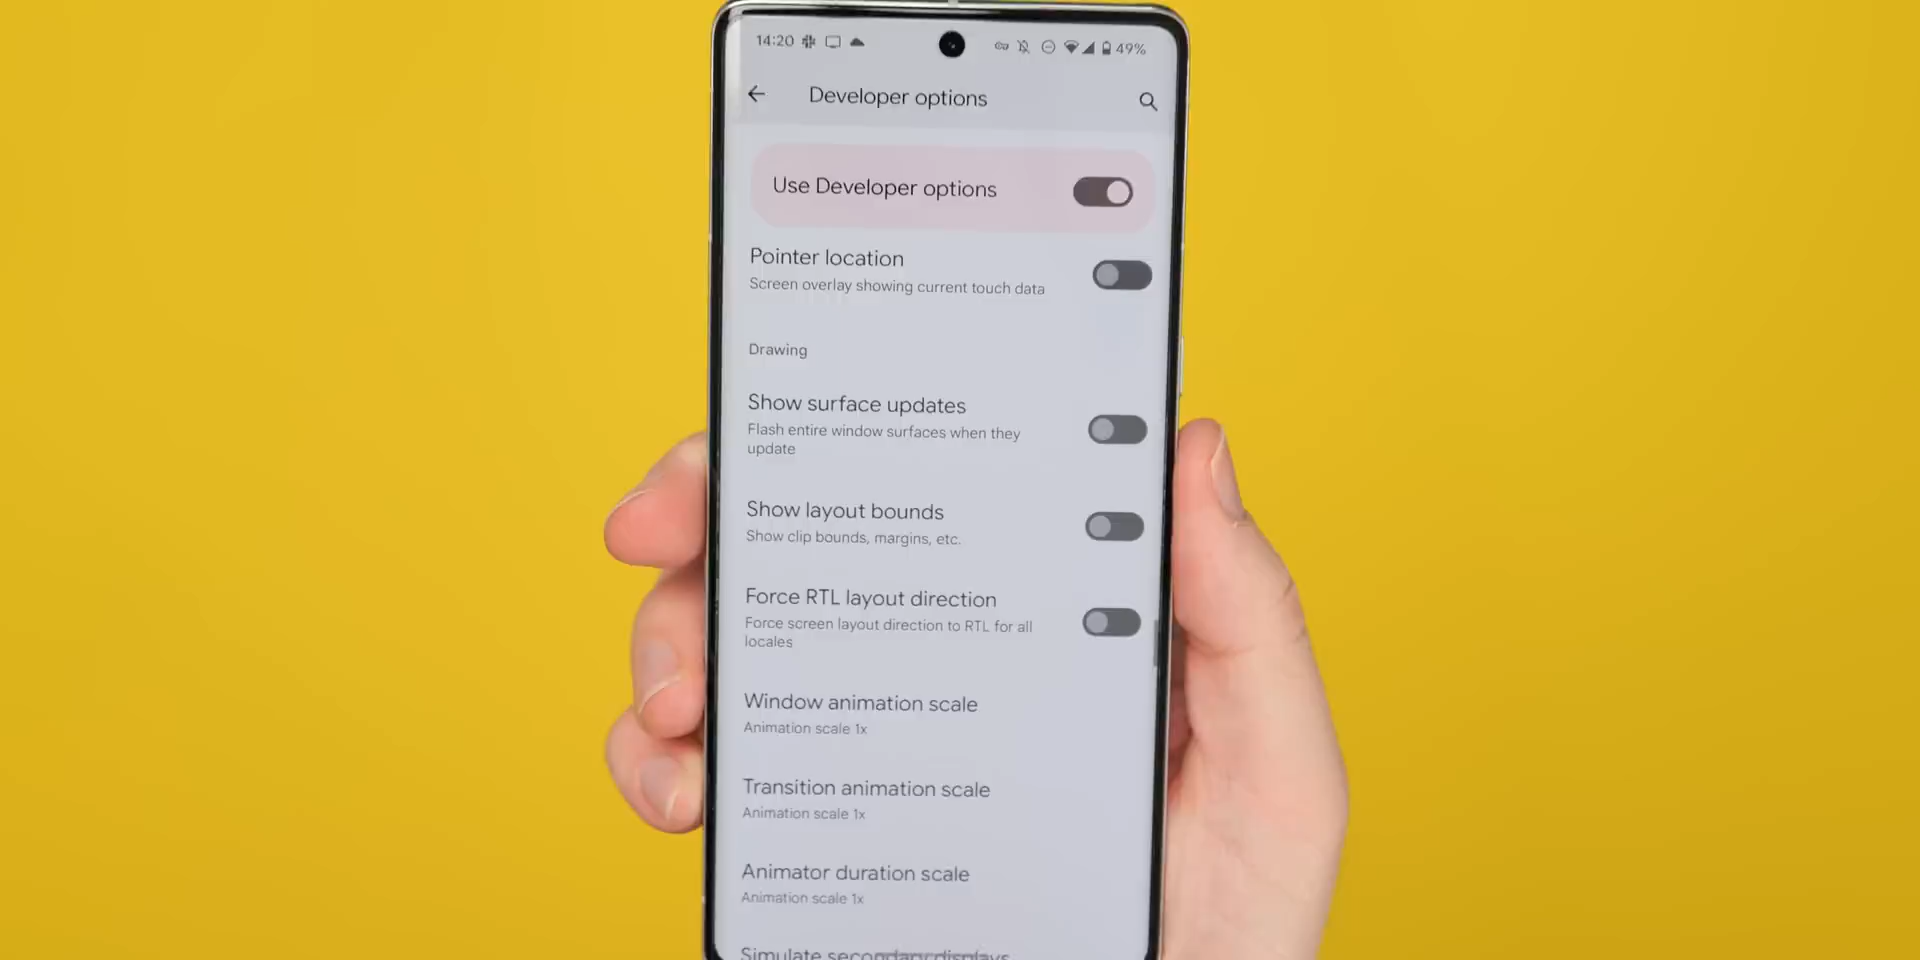 14:20 49%
Developer options
Use Developer options
Pointer location
Screen overlay showing current touch data
Drawing
Show surface updates
Flash entire window surfaces when they
update
Show layout bounds
Show clip bounds, margins, etc.
Force RTL layout direction
Force screen layout direction to RTL for all
locales
Window animation scale
Animation scale 1x
Transition animation scale
Animation scale 1x
Animator duration scale
Animation scale 1x
Simulate secondary displays